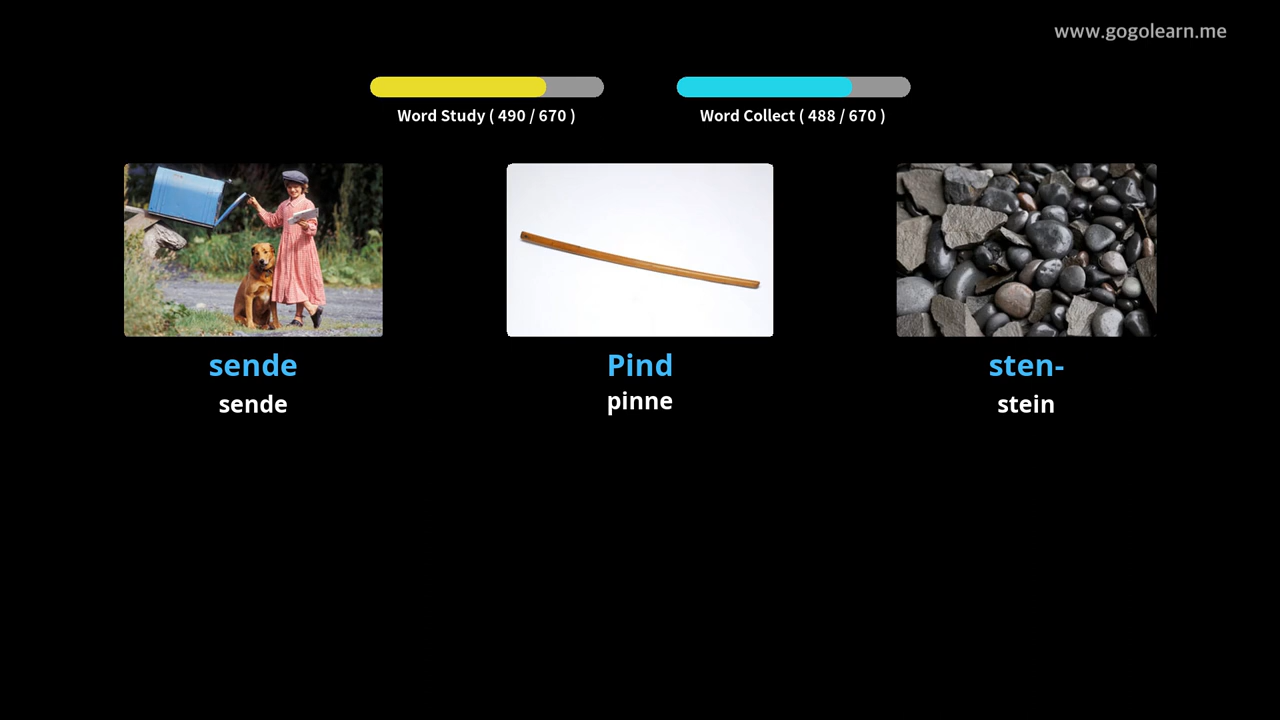 www.gogolearn.me
Word Study ( 490 / 670 )
Word Collect ( 488 / 670 )
sende
sende
Pind
pinne
sten-
stein